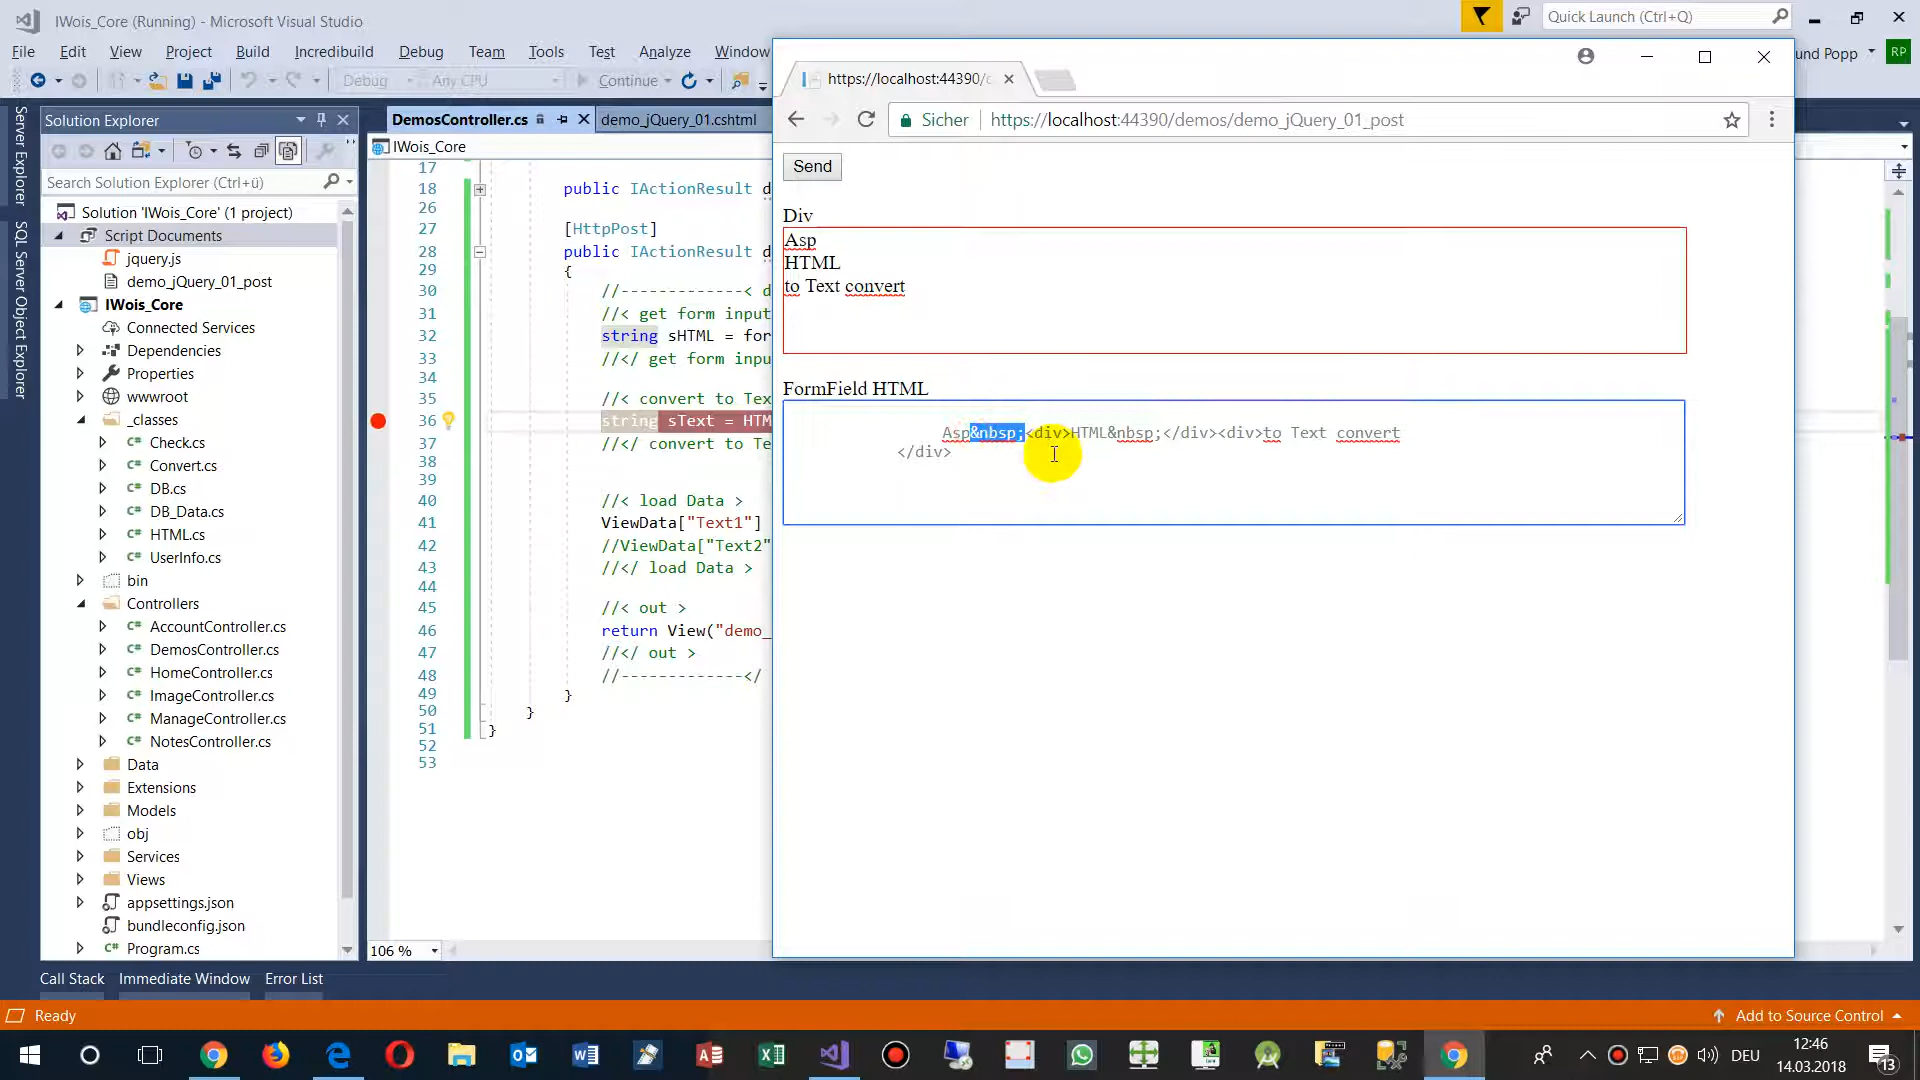 IWois_Core (Running) - Microsoft Visual Studio
Quick Launch (Ctrl+Q)
File Edit View Project Build Incredibuild Debug Team Tools Test Analyze Window
und Popp RP
Debug Any CPU Continue
Solution Explorer
DemosController.cs demo_jQuery_01.cshtml
IWois_Core
Server Explorer
SQL Server Object Explorer
Search Solution Explorer (Ctrl+ü)
Solution 'IWois_Core' (1 project)
Script Documents
jquery.js
demo_jQuery_01_post
IWois_Core
Connected Services
Dependencies
Properties
wwwroot
_classes
C# Check.cs
C# Convert.cs
C# DB.cs
C# DB_Data.cs
C# HTML.cs
C# UserInfo.cs
bin
Controllers
C# AccountController.cs
C# DemosController.cs
C# HomeController.cs
C# ImageController.cs
C# ManageController.cs
C# NotesController.cs
Data
Extensions
Models
obj
Services
Views
appsettings.json
bundleconfig.json
Program.cs
17
18 public IActionResult d
26
27 [HttpPost]
28 public IActionResult d
29 {
30 //-------------< d
31 //< get form input
32 string sHTML = for
33 //</ get form inpu
34
35 //< convert to Tex
36 string sText = HTM
37 //</ convert to Te
38
39
40 //< load Data >
41 ViewData["Text1"]
42 //ViewData["Text2"
43 //</ load Data >
44
45 //< out >
46 return View("demo_
47 //</ out >
48 //-------------</
49 }
50 }
51 }
52
53
106 %
https://localhost:44390/
Sicher https://localhost:44390/demos/demo_jQuery_01_post
Send
Div
Asp
HTML
to Text convert
FormField HTML
Asp&nbsp;<div>HTML&nbsp;</div><div>to Text convert
</div>
Call Stack Immediate Window Error List
Ready
Add to Source Control
DEU
12:46
14.03.2018
13